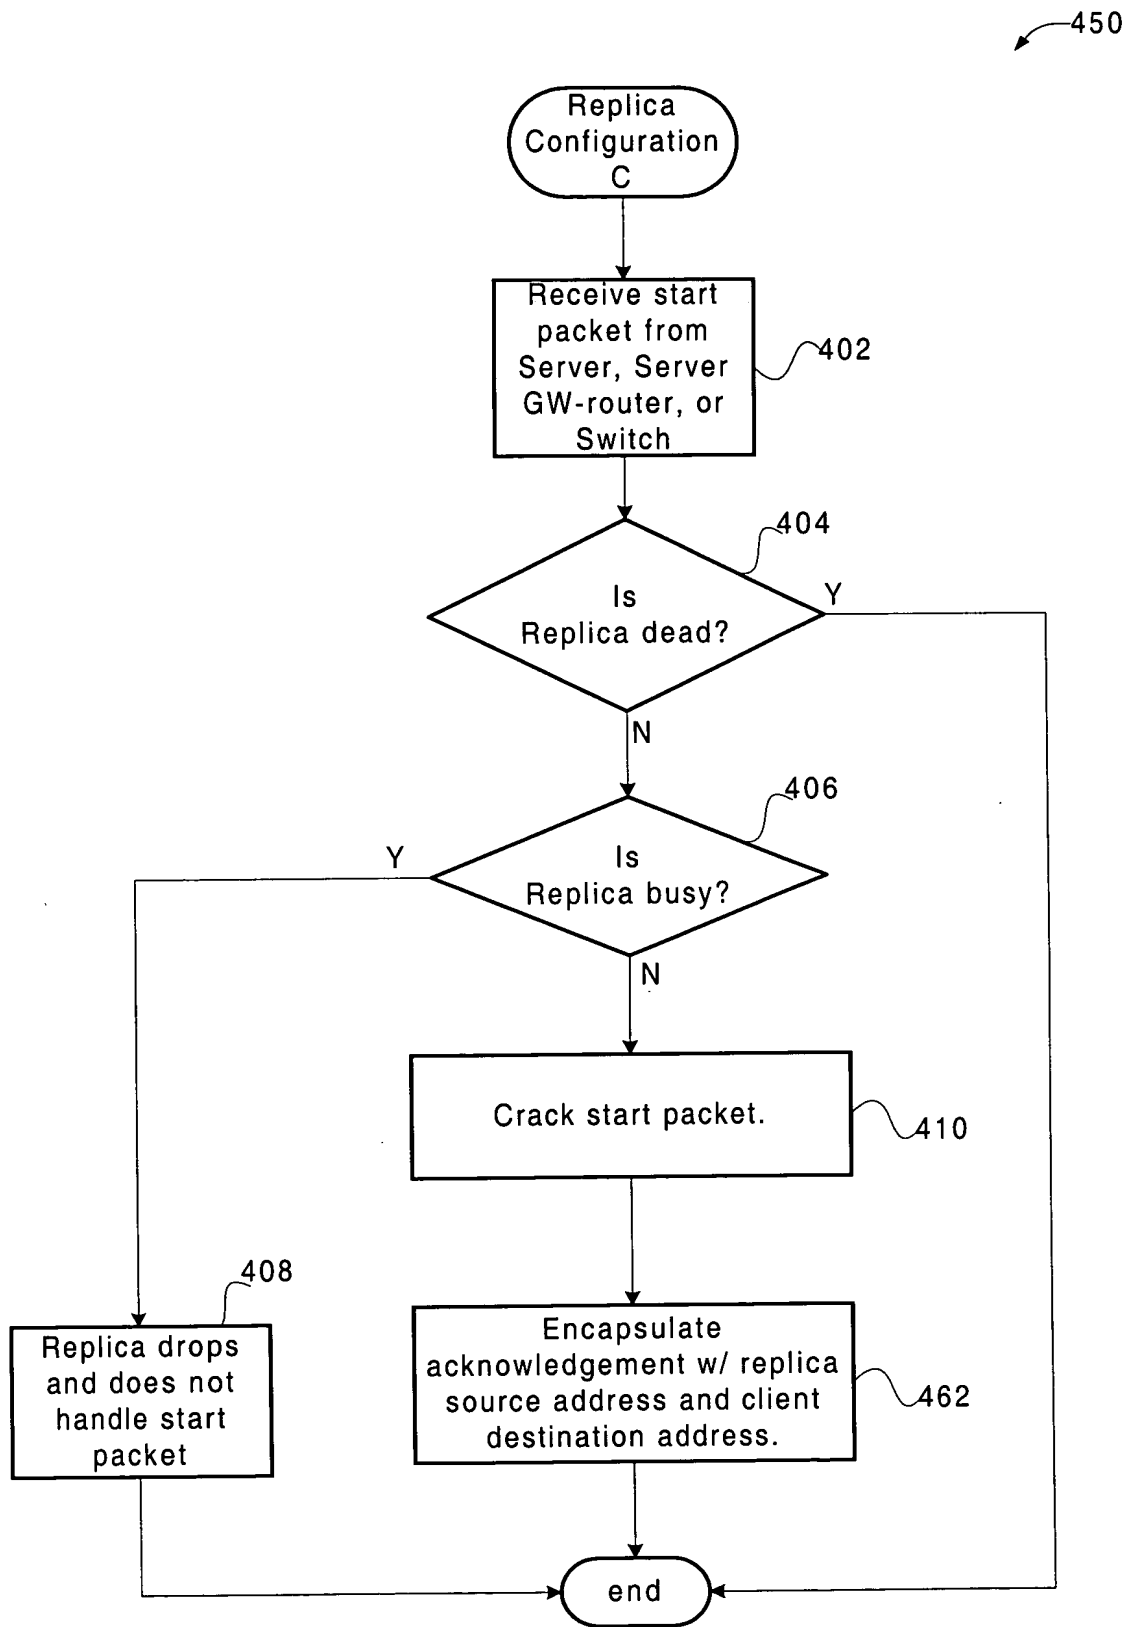 450
Replica
Configuration
C
Receive start
packet from
Server, Server
GW-router, or
Switch
402
404
Is
Replica dead?
Y
N
406
Is
Replica busy?
Y
N
Crack start packet.
410
408
Replica drops
and does not
handle start
packet
Encapsulate
acknowledgement w/ replica
source address and client
destination address.
462
end